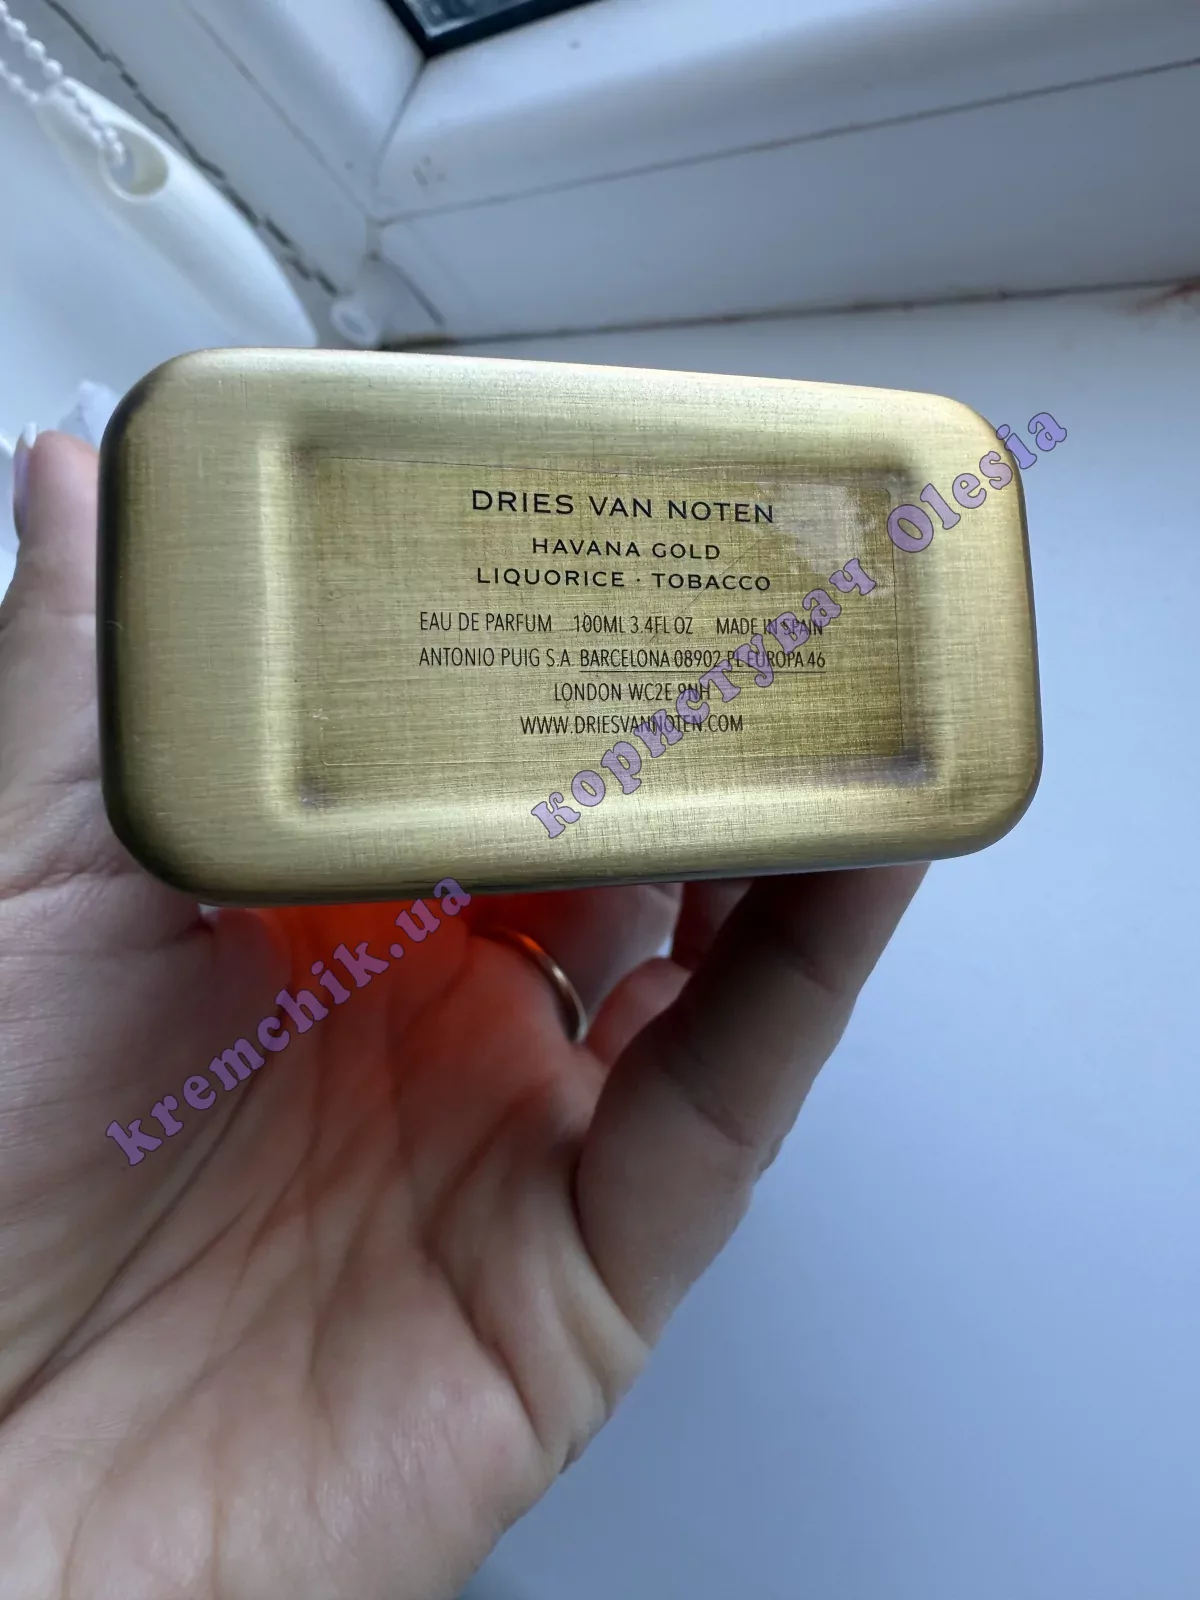 DRIES VAN NOTEN
HAVANA GOLD
LIQUORICE · TOBACCO
EAU DE PARFUM 100ML 3.4FL OZ MADE IN SPAIN
ANTONIO PUIG S.A. BARCELONA 08902 PL EUROPA 46
LONDON WC2E 9NH
WWW.DRIESVANNOTEN.COM
kremchik.ua користувач Olesia